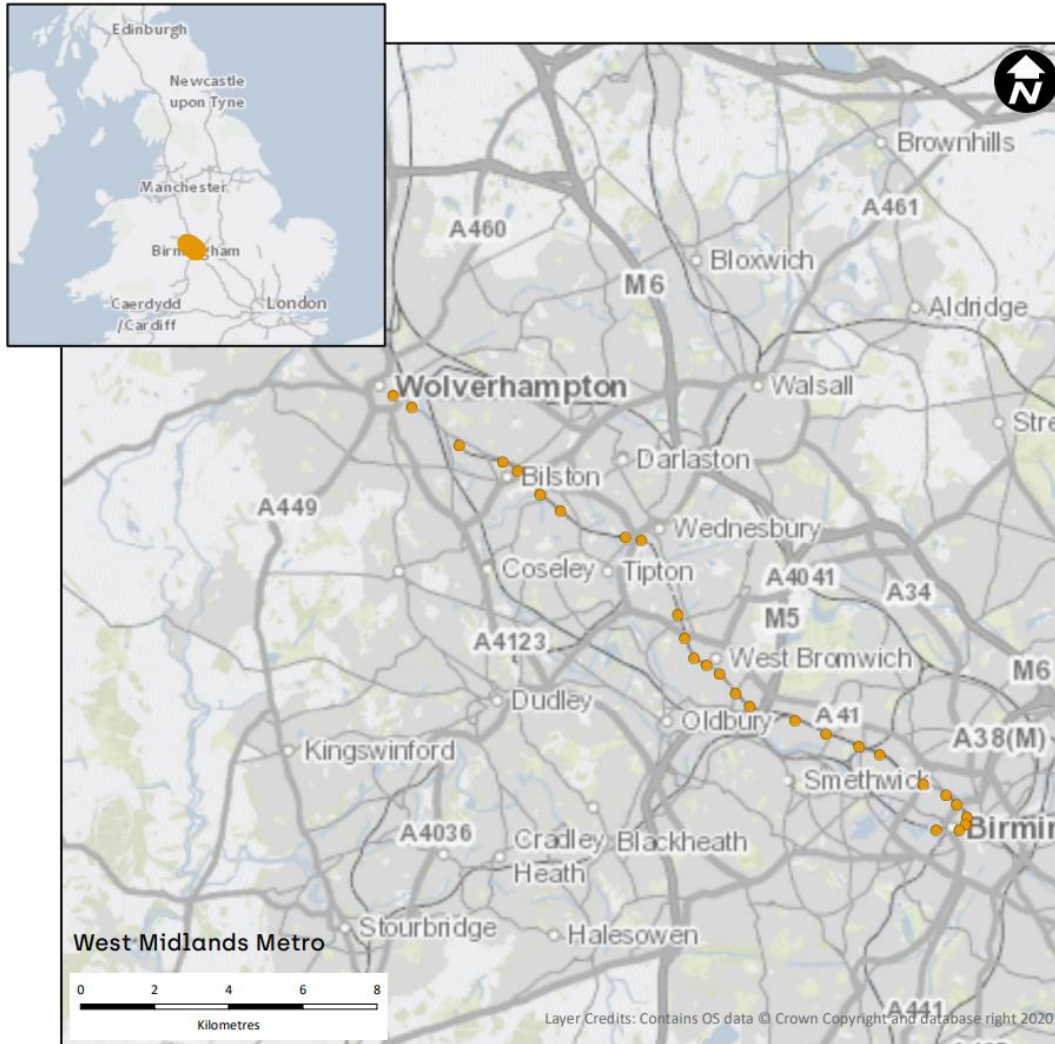 Edinburgh
Newcastle
upon Tyne
Manchester
Birmingham
Caerdydd
/Cardiff
London
N
Brownhills
A461
A460
Bloxwich
M6
Aldridge
Wolverhampton
Walsall
Stre
Darlaston
Bilston
A449
Wednesbury
Coseley
Tipton
A4041
A34
M5
A4123
West Bromwich
M6
Dudley
Oldbury
A41
A38(M)
Kingswinford
Smethwick
A4036
Birmin
Cradley
Heath
Blackheath
Stourbridge
Halesowen
West Midlands Metro
0 2 4 6 8
Kilometres
A441
Layer Credits: Contains OS data © Crown Copyright and database right 2020